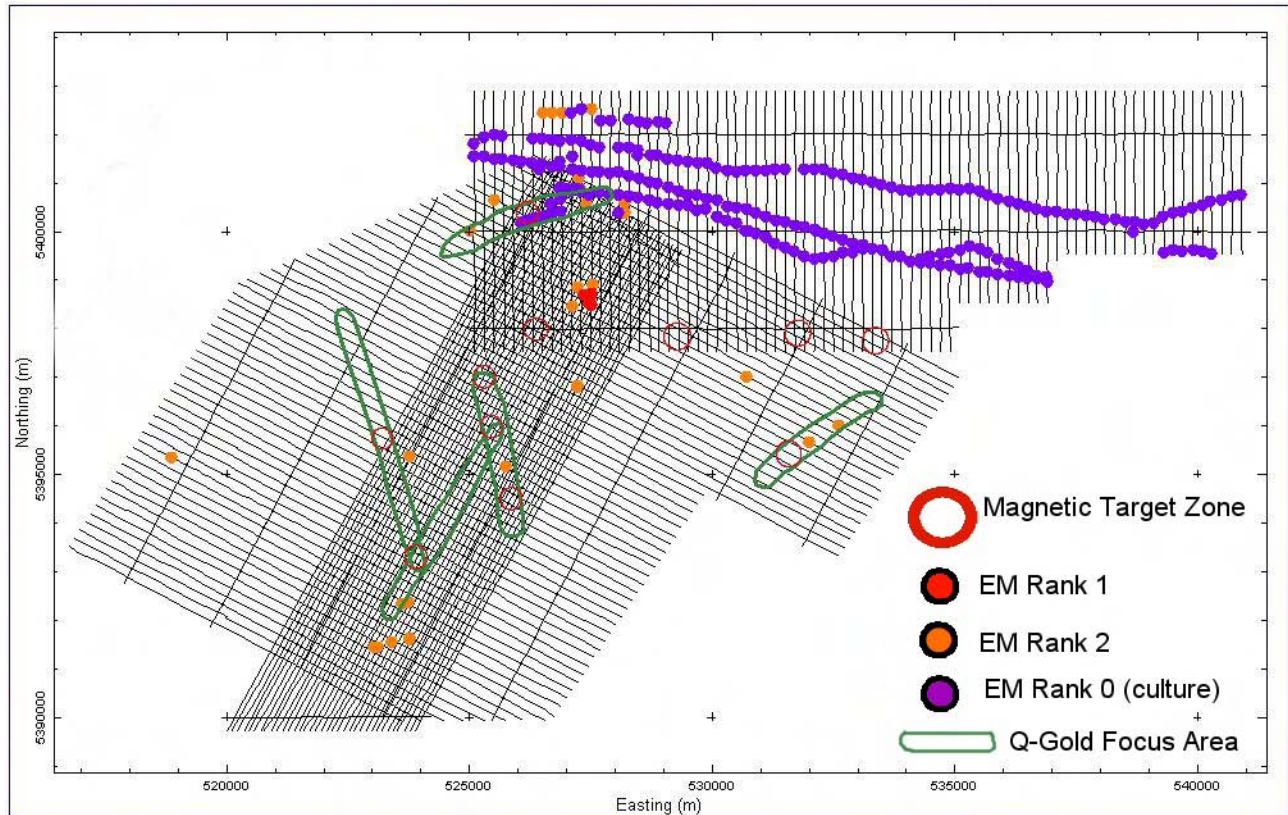 5400000
5395000
5390000
Northing (m)
520000
525000
530000
535000
540000
Easting (m)
Magnetic Target Zone
EM Rank 1
EM Rank 2
EM Rank 0 (culture)
Q-Gold Focus Area